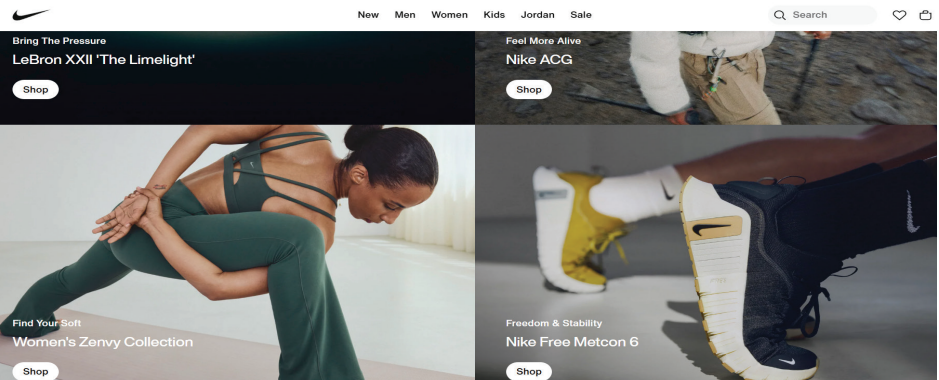 New Men Women Kids Jordan Sale Search
Bring The Pressure
LeBron XXII 'The Limelight'
Shop
Feel More Alive
Nike ACG
Shop
Find Your Soft
Women's Zenvy Collection
Shop
Freedom & Stability
Nike Free Metcon 6
Shop